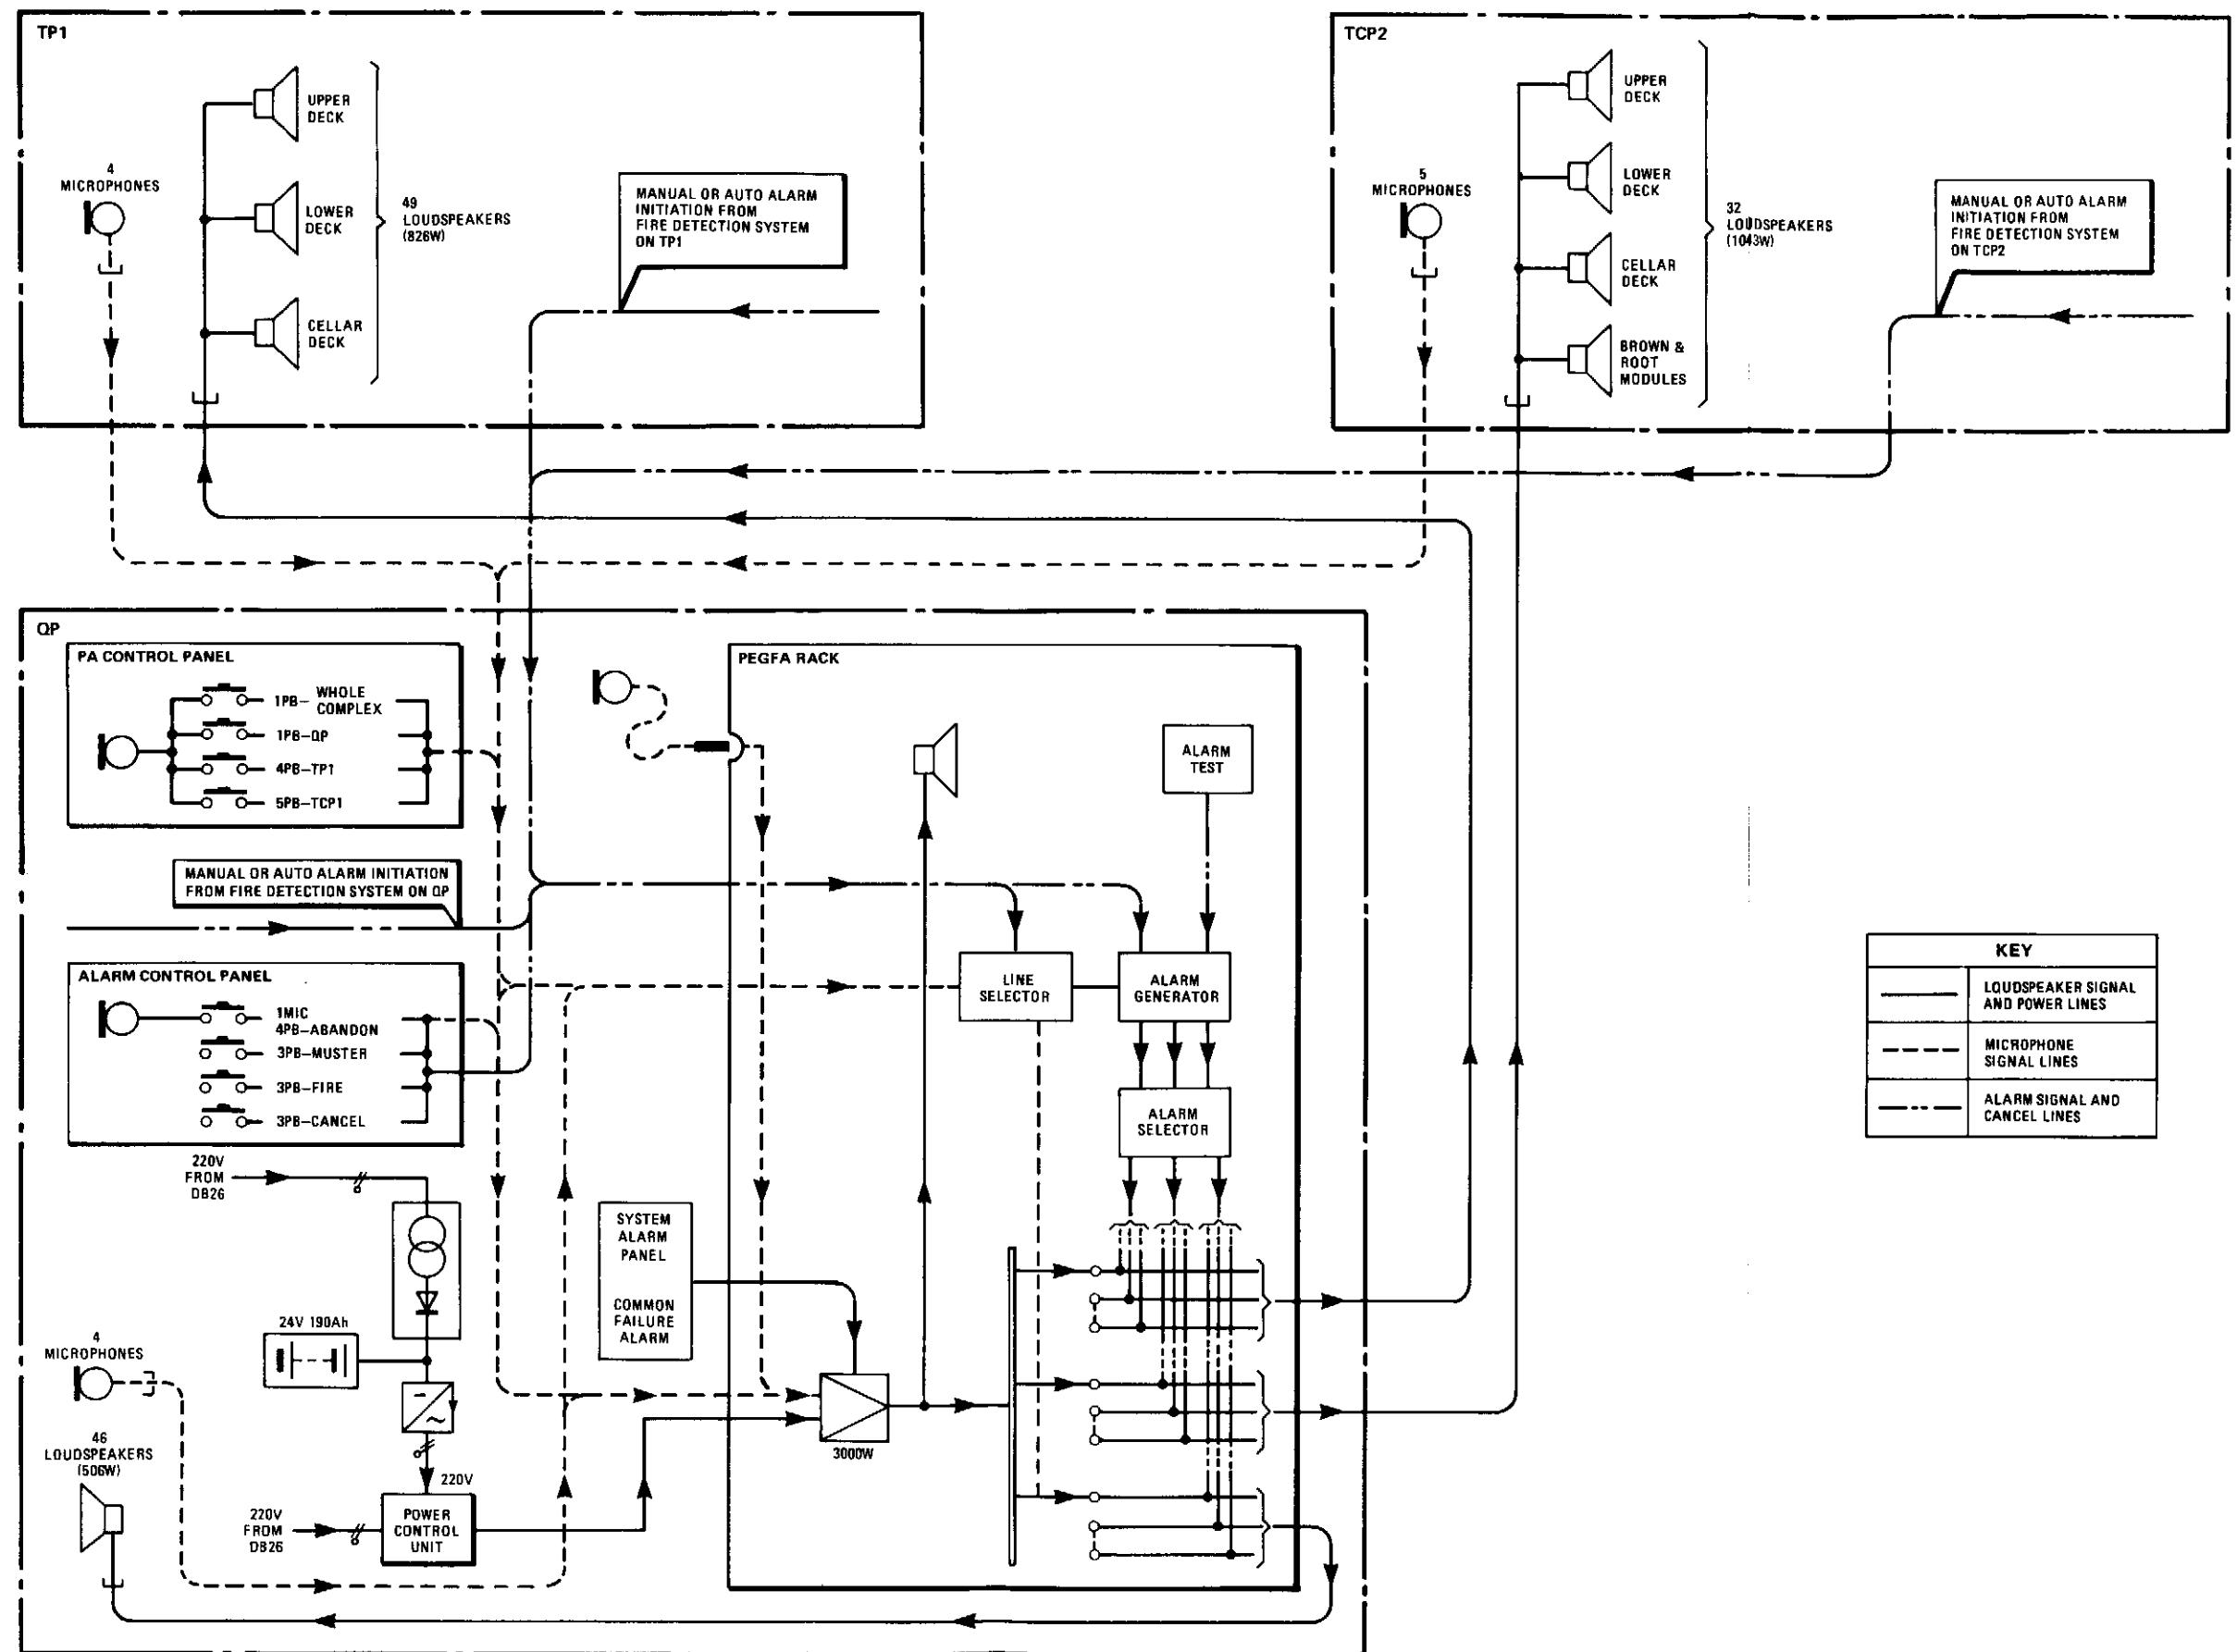 TP1
UPPER
DECK
4
MICROPHONES
LOWER
DECK
49
LOUDSPEAKERS
(826W)
CELLAR
DECK
MANUAL OR AUTO ALARM
INITIATION FROM
FIRE DETECTION SYSTEM
ON TP1
TCP2
UPPER
DECK
5
MICROPHONES
LOWER
DECK
32
LOUDSPEAKERS
(1043W)
CELLAR
DECK
BROWN &
ROOT
MODULES
MANUAL OR AUTO ALARM
INITIATION FROM
FIRE DETECTION SYSTEM
ON TCP2
QP
PA CONTROL PANEL
1PB- WHOLE
COMPLEX
1PB-QP
4PB-TP1
5PB-TCP1
MANUAL OR AUTO ALARM INITIATION
FROM FIRE DETECTION SYSTEM ON QP
ALARM CONTROL PANEL
1MIC
4PB-ABANDON
3PB-MUSTER
3PB-FIRE
3PB-CANCEL
220V
FROM
DB26
24V 190Ah
4
MICROPHONES
46
LOUDSPEAKERS
(506W)
220V
220V
FROM
DB26
POWER
CONTROL
UNIT
SYSTEM
ALARM
PANEL
COMMON
FAILURE
ALARM
PEGFA RACK
ALARM
TEST
LINE
SELECTOR
ALARM
GENERATOR
ALARM
SELECTOR
3000W
KEY
LOUDSPEAKER SIGNAL
AND POWER LINES
MICROPHONE
SIGNAL LINES
ALARM SIGNAL AND
CANCEL LINES